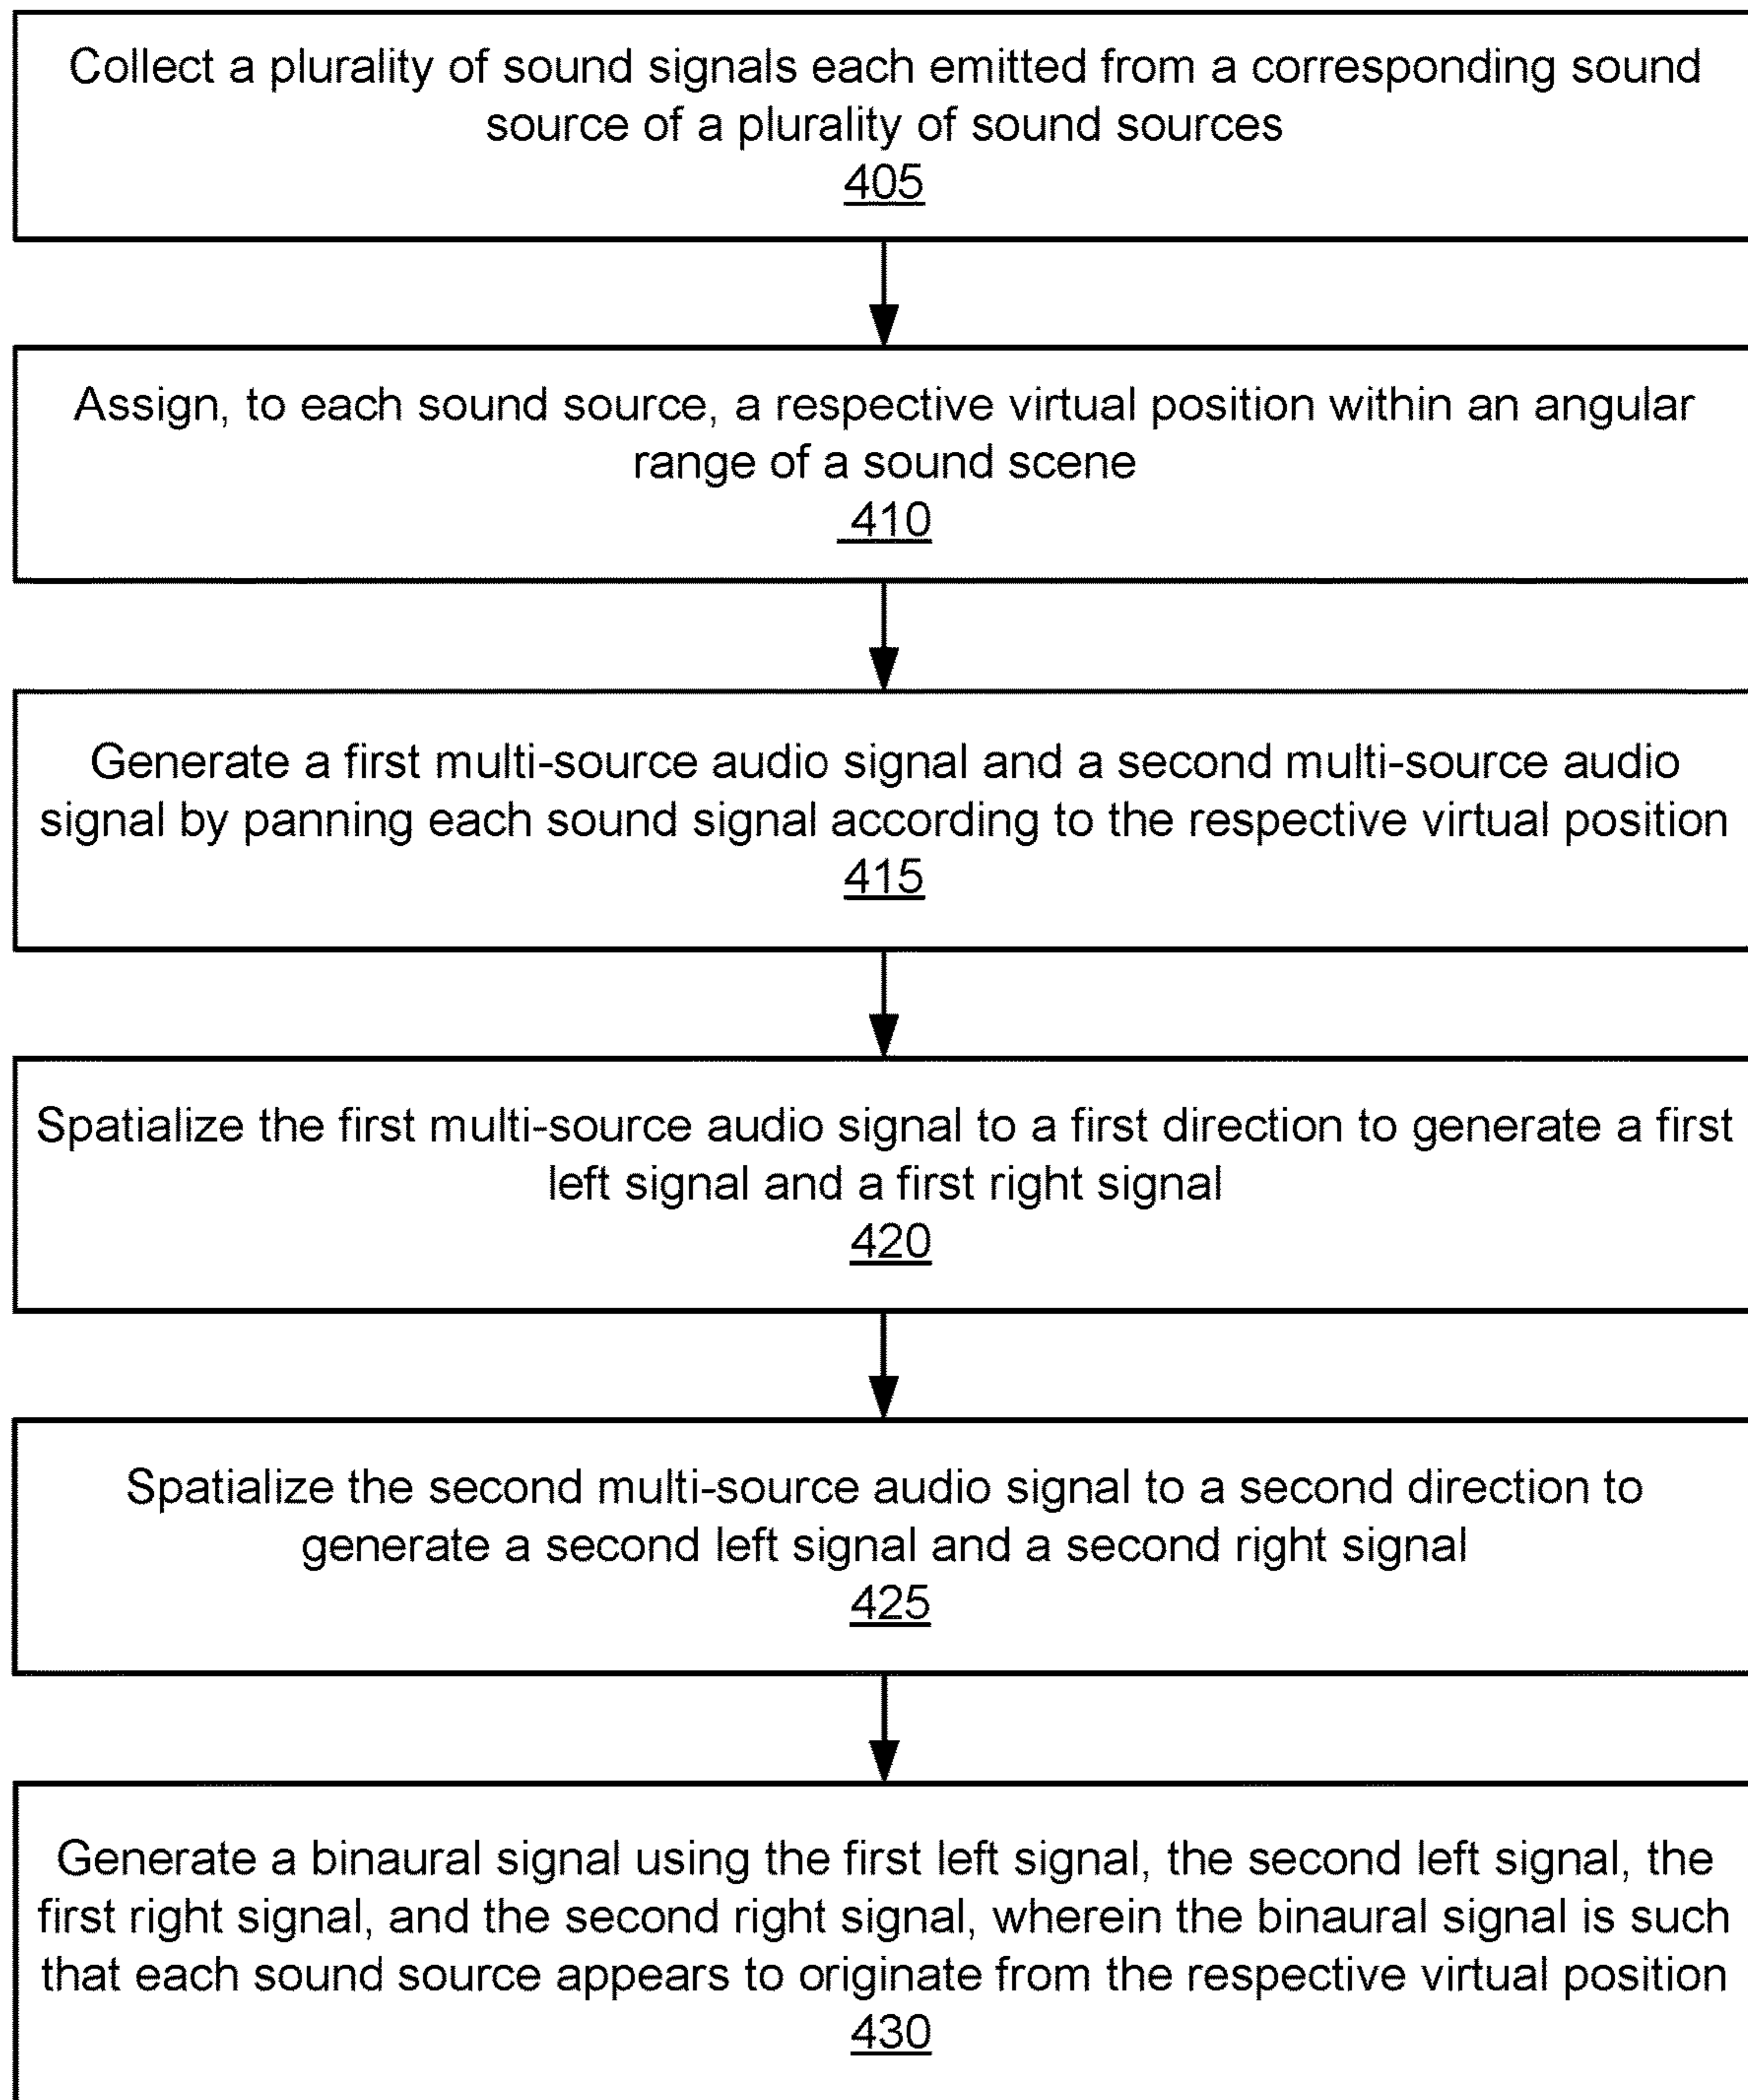 Collect a plurality of sound signals each emitted from a corresponding sound
source of a plurality of sound sources
405
Assign, to each sound source, a respective virtual position within an angular
range of a sound scene
410
Generate a first multi-source audio signal and a second multi-source audio
signal by panning each sound signal according to the respective virtual position
415
Spatialize the first multi-source audio signal to a first direction to generate a first
left signal and a first right signal
420
Spatialize the second multi-source audio signal to a second direction to
generate a second left signal and a second right signal
425
Generate a binaural signal using the first left signal, the second left signal, the
first right signal, and the second right signal, wherein the binaural signal is such
that each sound source appears to originate from the respective virtual position
430